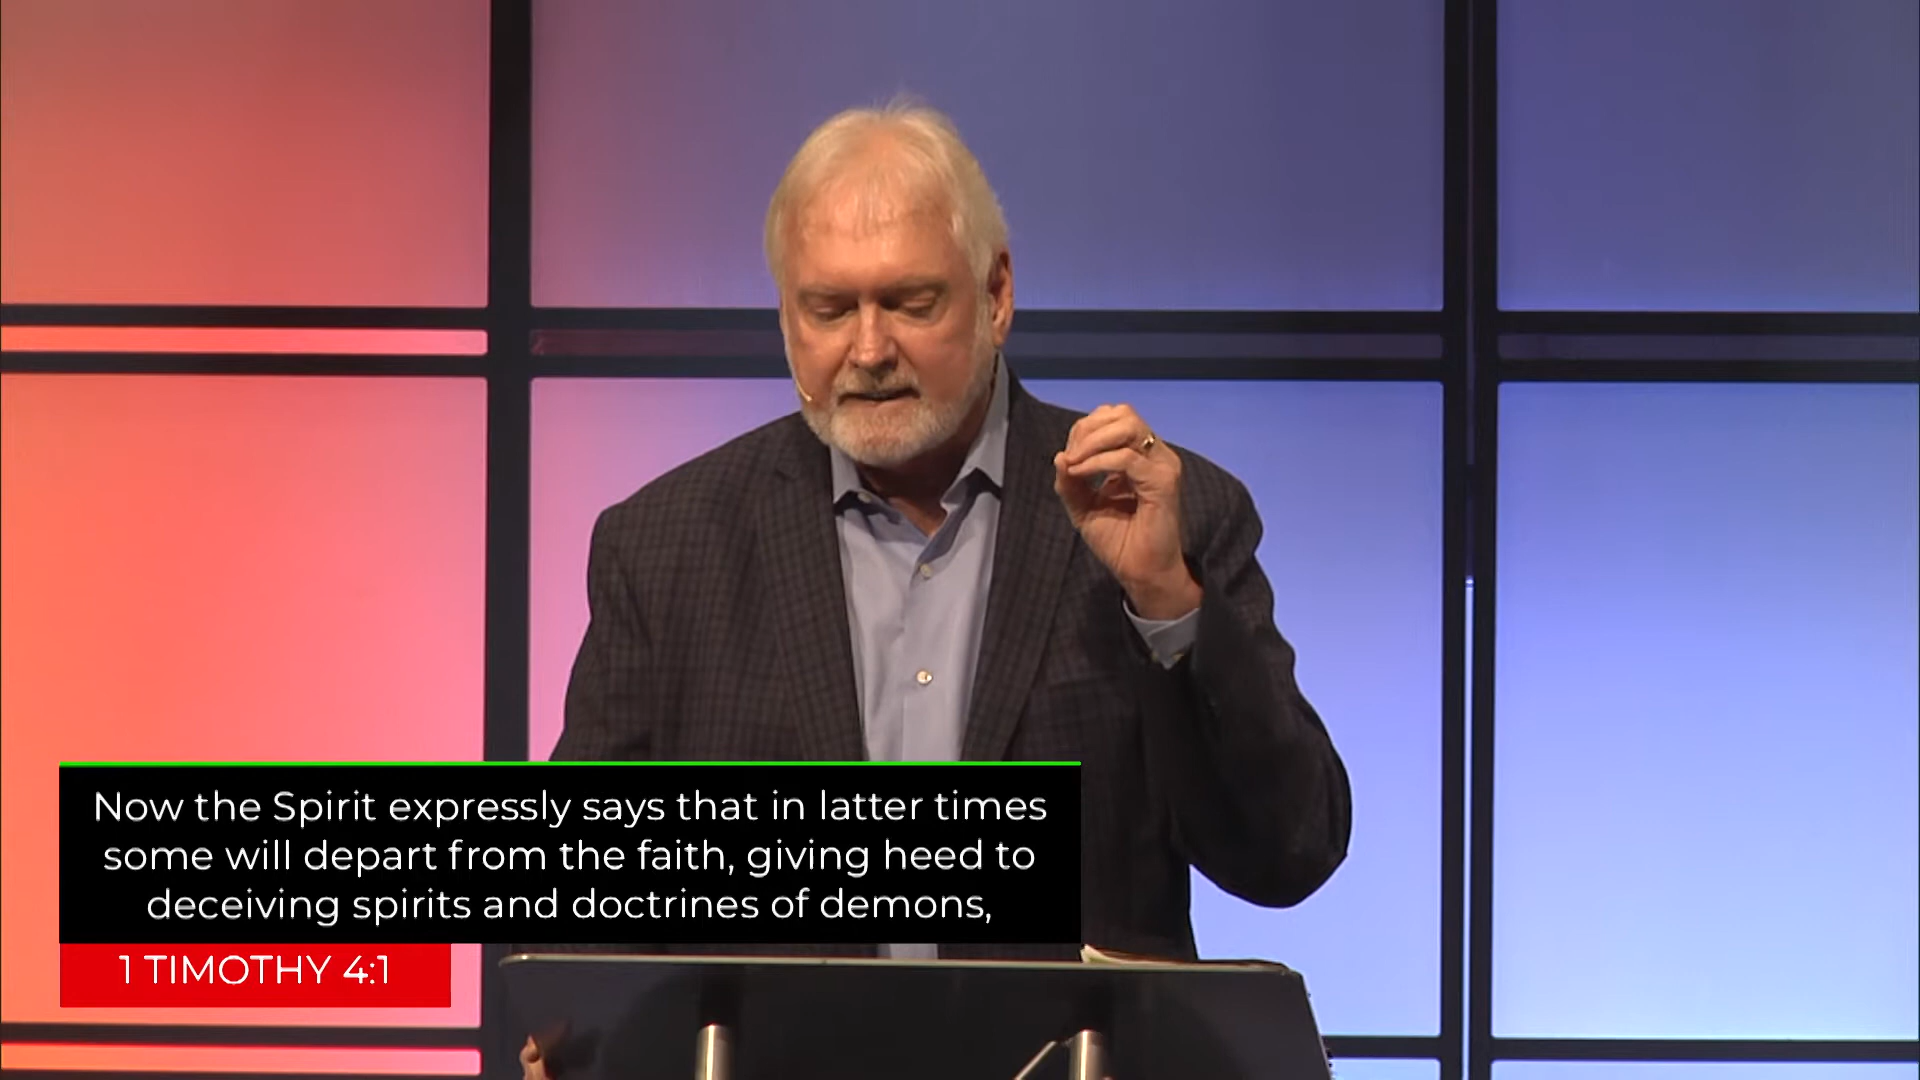 Now the Spirit expressly says that in latter times
some will depart from the faith, giving heed to
deceiving spirits and doctrines of demons,
1 TIMOTHY 4:1